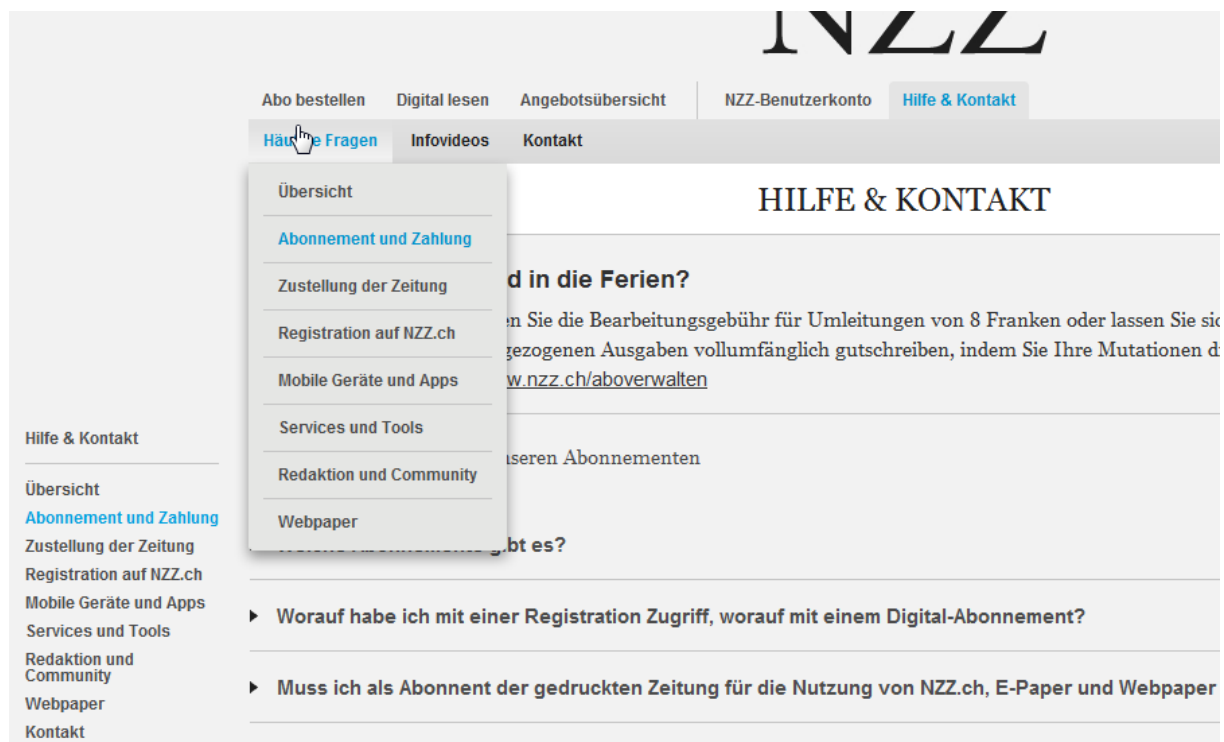 NZZ
Abo bestellen Digital lesen Angebotsübersicht NZZ-Benutzerkonto Hilfe & Kontakt
Fragen Infovideos Kontakt
HILFE & KONTAKT
Übersicht
Abonnement und Zahlung
Zustellung der Zeitung
Registration auf NZZ.ch
Mobile Geräte und Apps
Services und Tools
Redaktion und Community
Webpaper
in die Ferien?
Sie die Bearbeitungsgebühr für Umleitungen von 8 Franken oder lassen Sie
gezogenen Ausgaben vollumfänglich gutschreiben, indem Sie Ihre Mutationen
w.nzz.ch/aboverwalten
Abonnementen
gibt es?
Worauf habe ich mit einer Registration Zugriff, worauf mit einem Digital-Abonnement?
Muss ich als Abonnent der gedruckten Zeitung für die Nutzung von NZZ.ch, E-Paper und Webpaper
Hilfe & Kontakt
Übersicht
Abonnement und Zahlung
Zustellung der Zeitung
Registration auf NZZ.ch
Mobile Geräte und Apps
Services und Tools
Redaktion und
Community
Webpaper
Kontakt